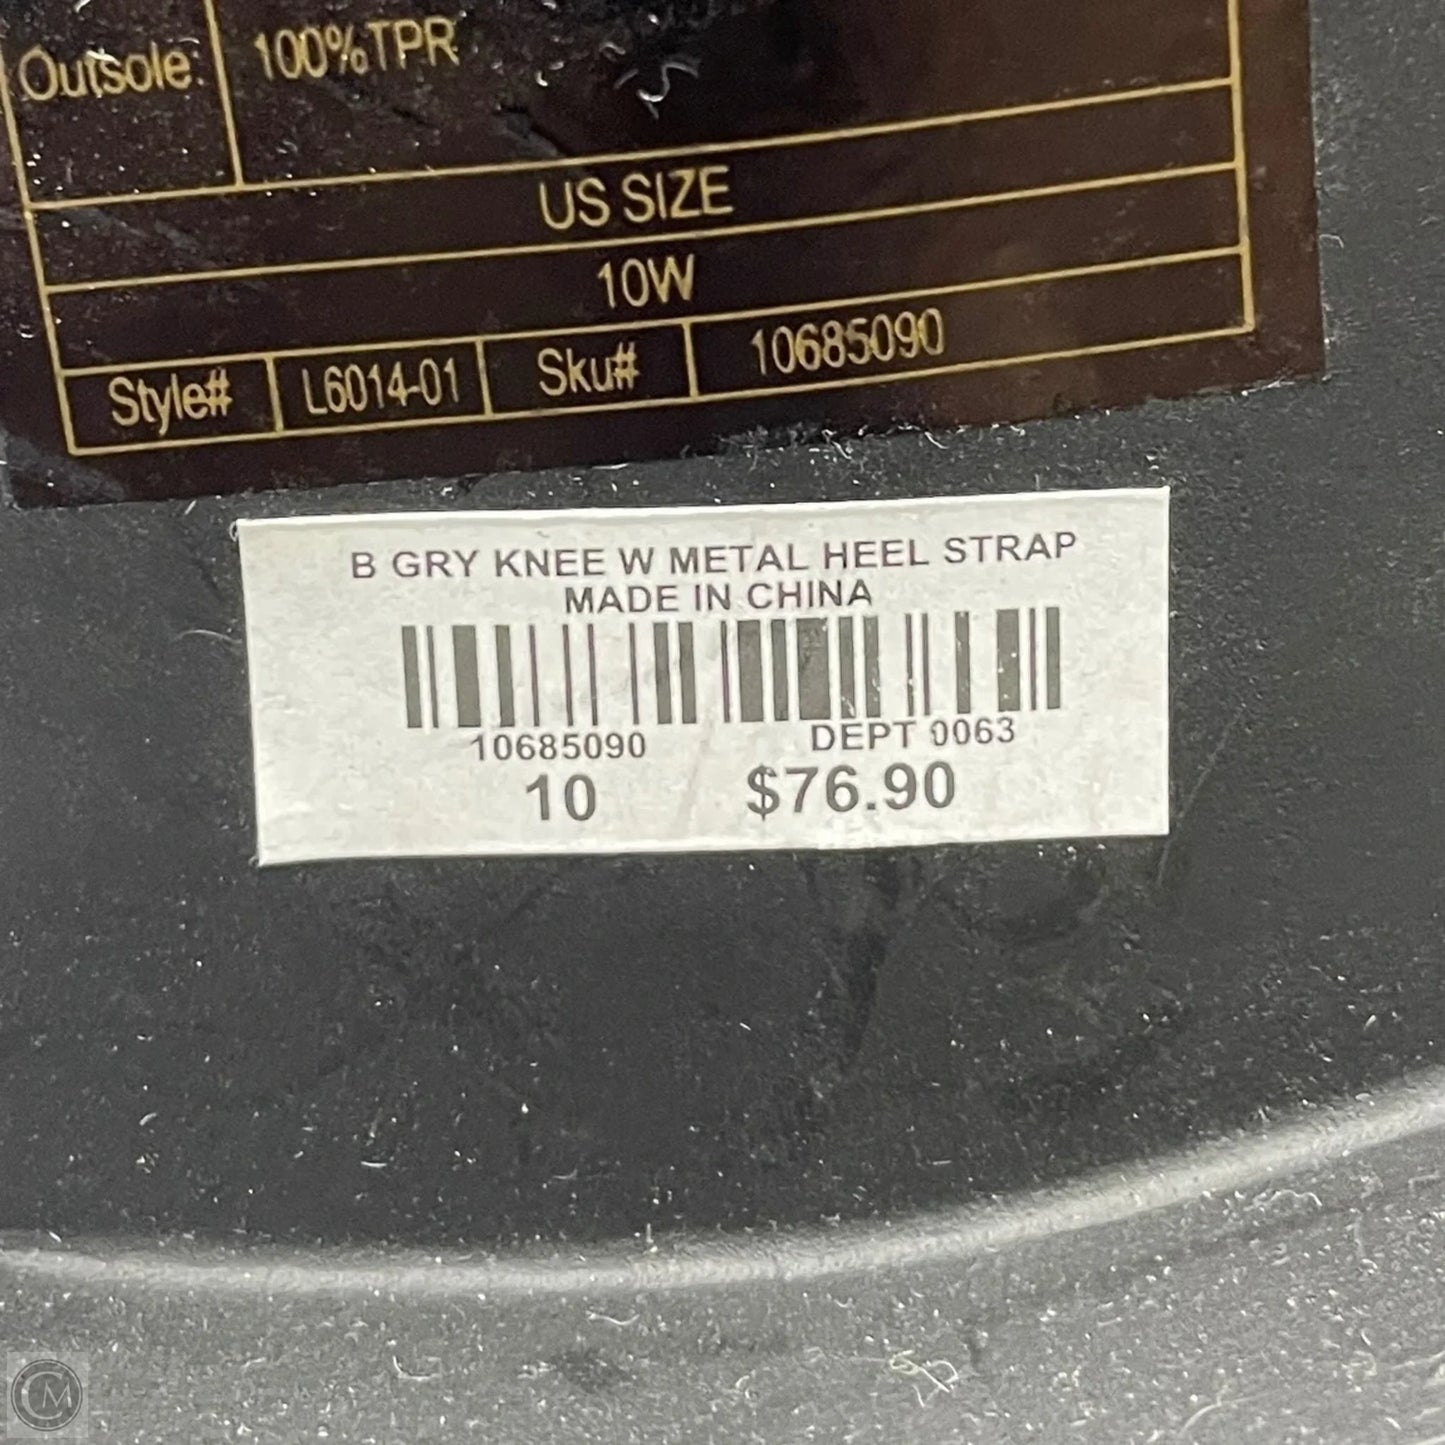 Outsole: 100%TPR
US SIZE
10W
Style# L6014-01 Sku# 10685090
B GRY KNEE W METAL HEEL STRAP
MADE IN CHINA
10685090 DEPT 0063
10 $76.90
CM